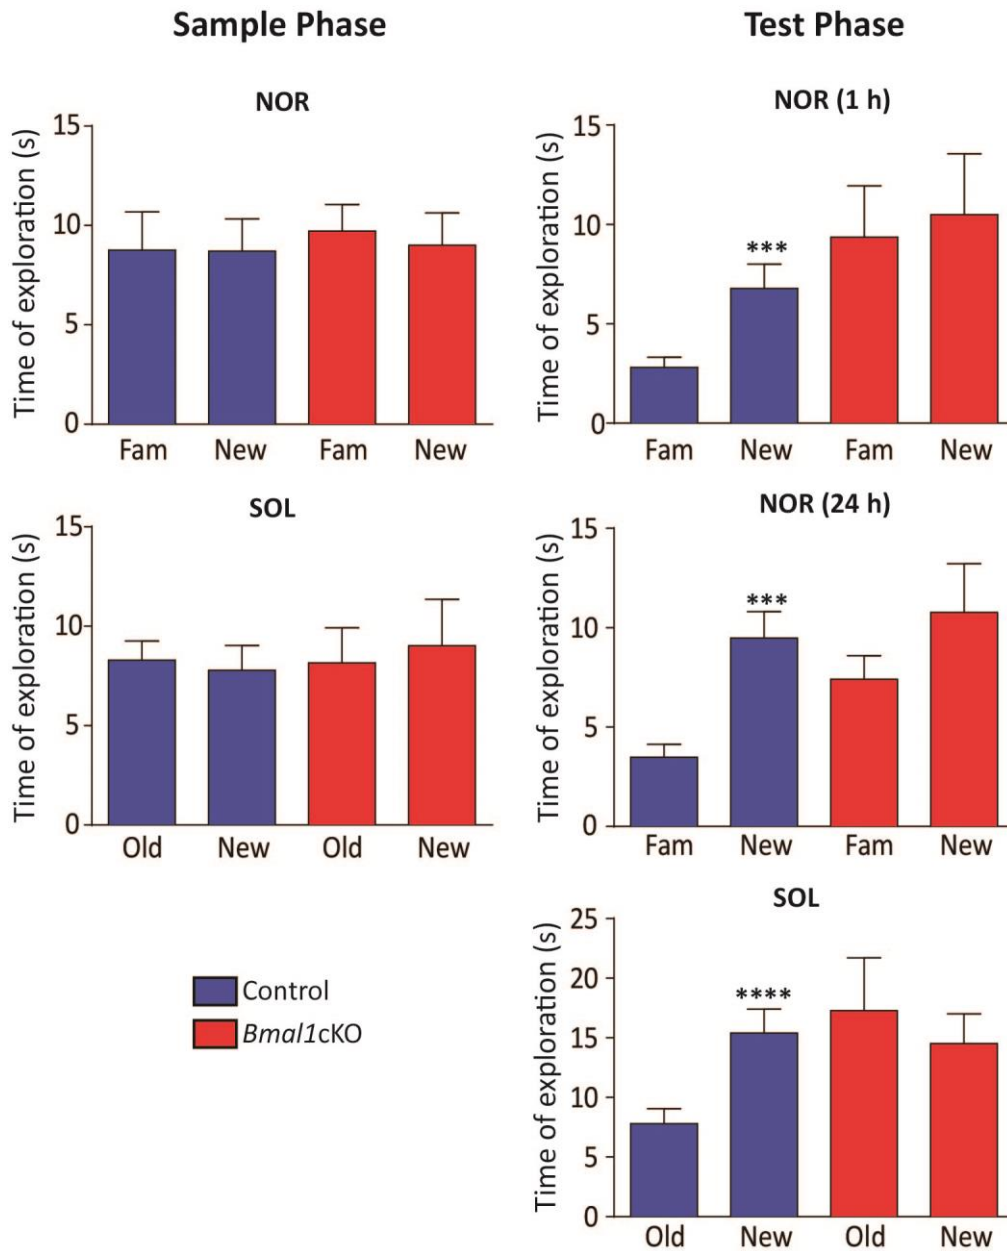 Sample Phase
Test Phase
NOR
Time of exploration (s)
15
10
5
0
Fam New Fam New
NOR (1 h)
Time of exploration (s)
15
10
5
0
***
Fam New Fam New
SOL
Time of exploration (s)
15
10
5
0
Old New Old New
NOR (24 h)
Time of exploration (s)
15
10
5
0
***
Fam New Fam New
Control
Bmal1cKO
SOL
Time of exploration (s)
25
20
15
10
5
0
****
Old New Old New